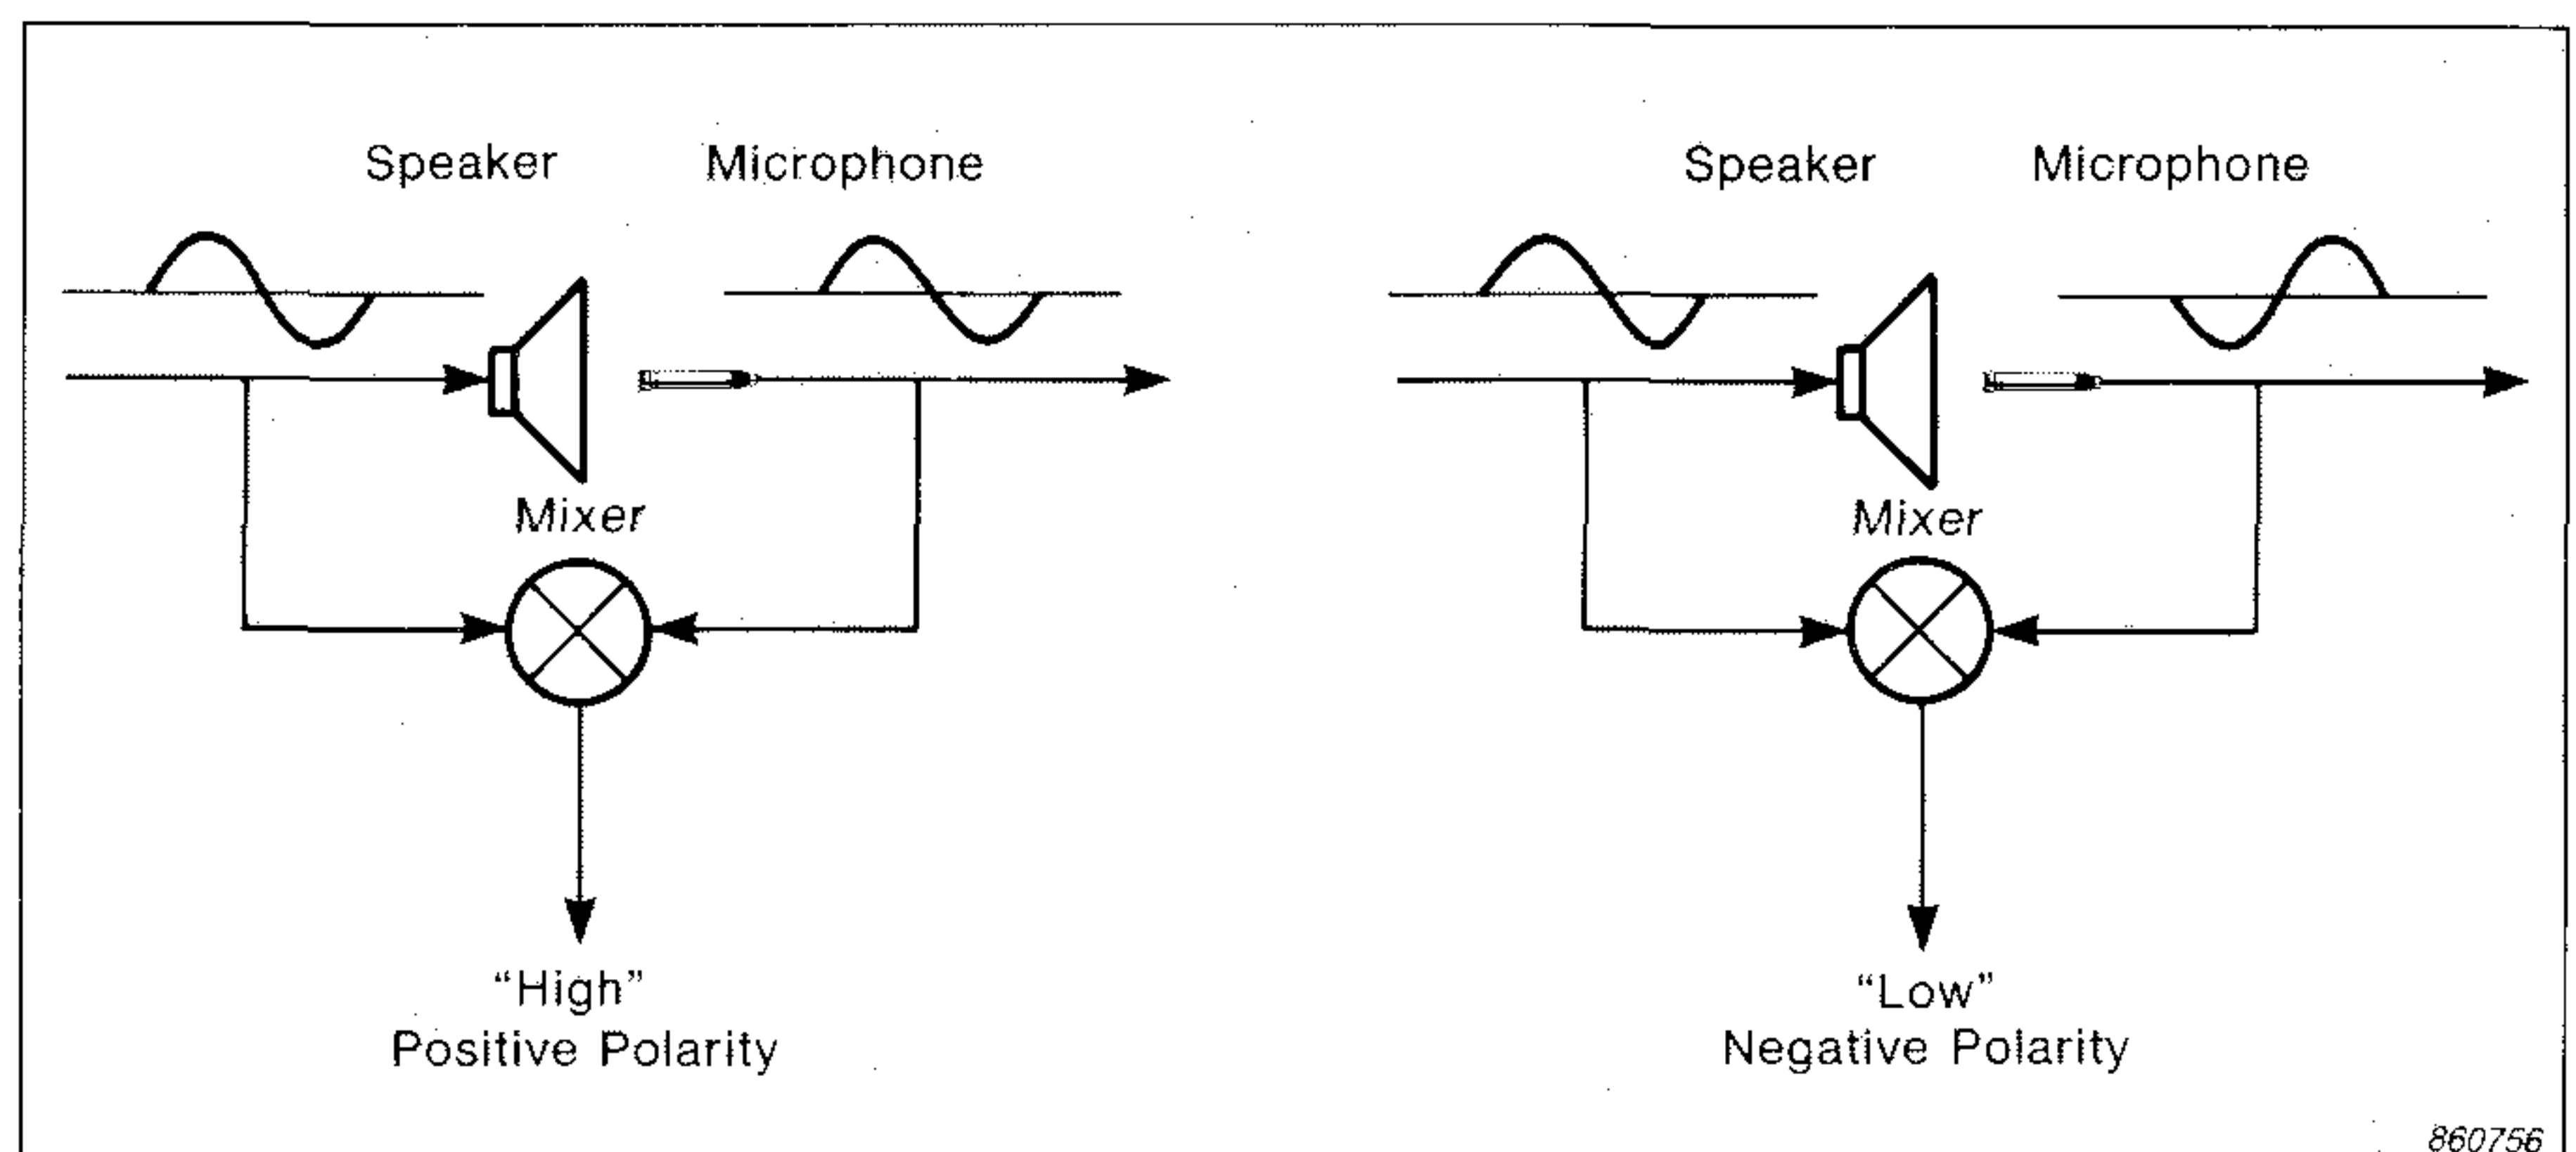 Speaker Microphone
Mixer
“High”
Positive Polarity
Speaker Microphone
Mixer
“Low”
Negative Polarity
860756